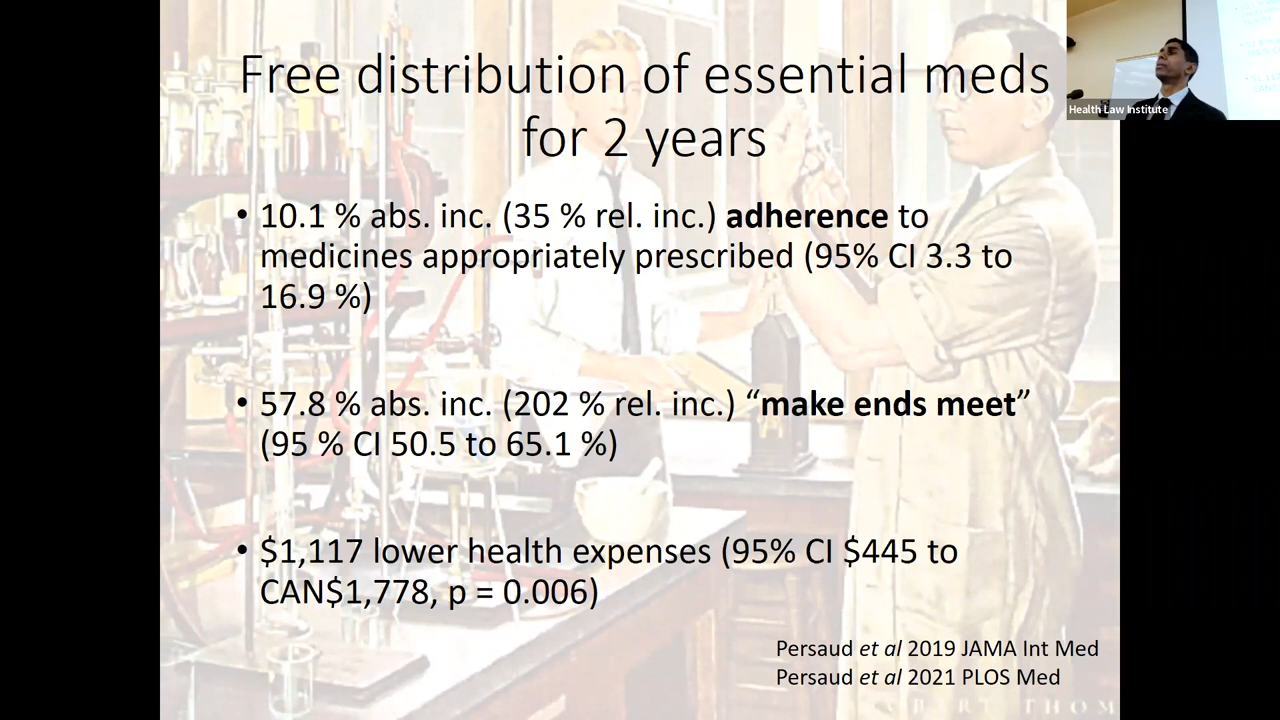 Free distribution of essential meds
for 2 years
• 10.1 % abs. inc. (35 % rel. inc.) adherence to
medicines appropriately prescribed (95% CI 3.3 to
16.9 %)
• 57.8 % abs. inc. (202 % rel. inc.) “make ends meet”
(95 % CI 50.5 to 65.1 %)
• $1,117 lower health expenses (95% CI $445 to
CAN$1,778, p = 0.006)
Persaud et al 2019 JAMA Int Med
Persaud et al 2021 PLOS Med
Health Law Institute